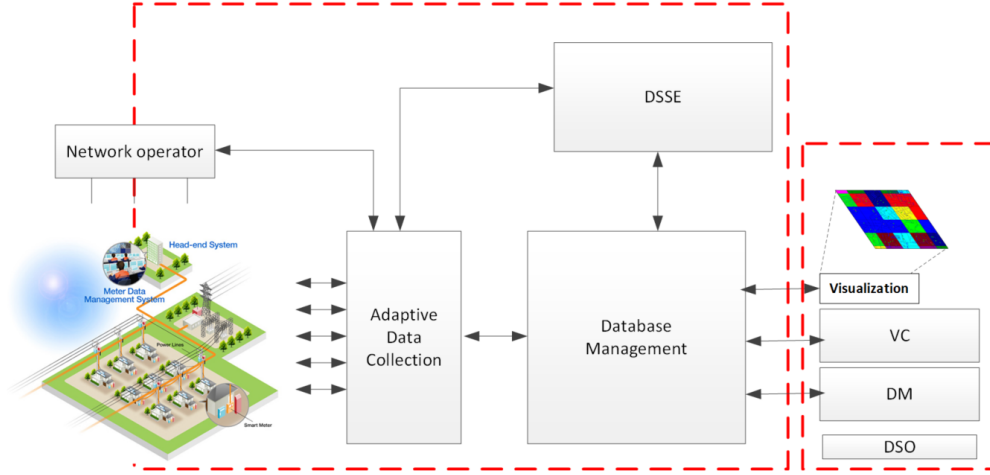 DSSE
Network operator
Head-end System
Meter Data
Management System
Power Lines
Smart Meter
Adaptive
Data
Collection
Database
Management
Visualization
VC
DM
DSO